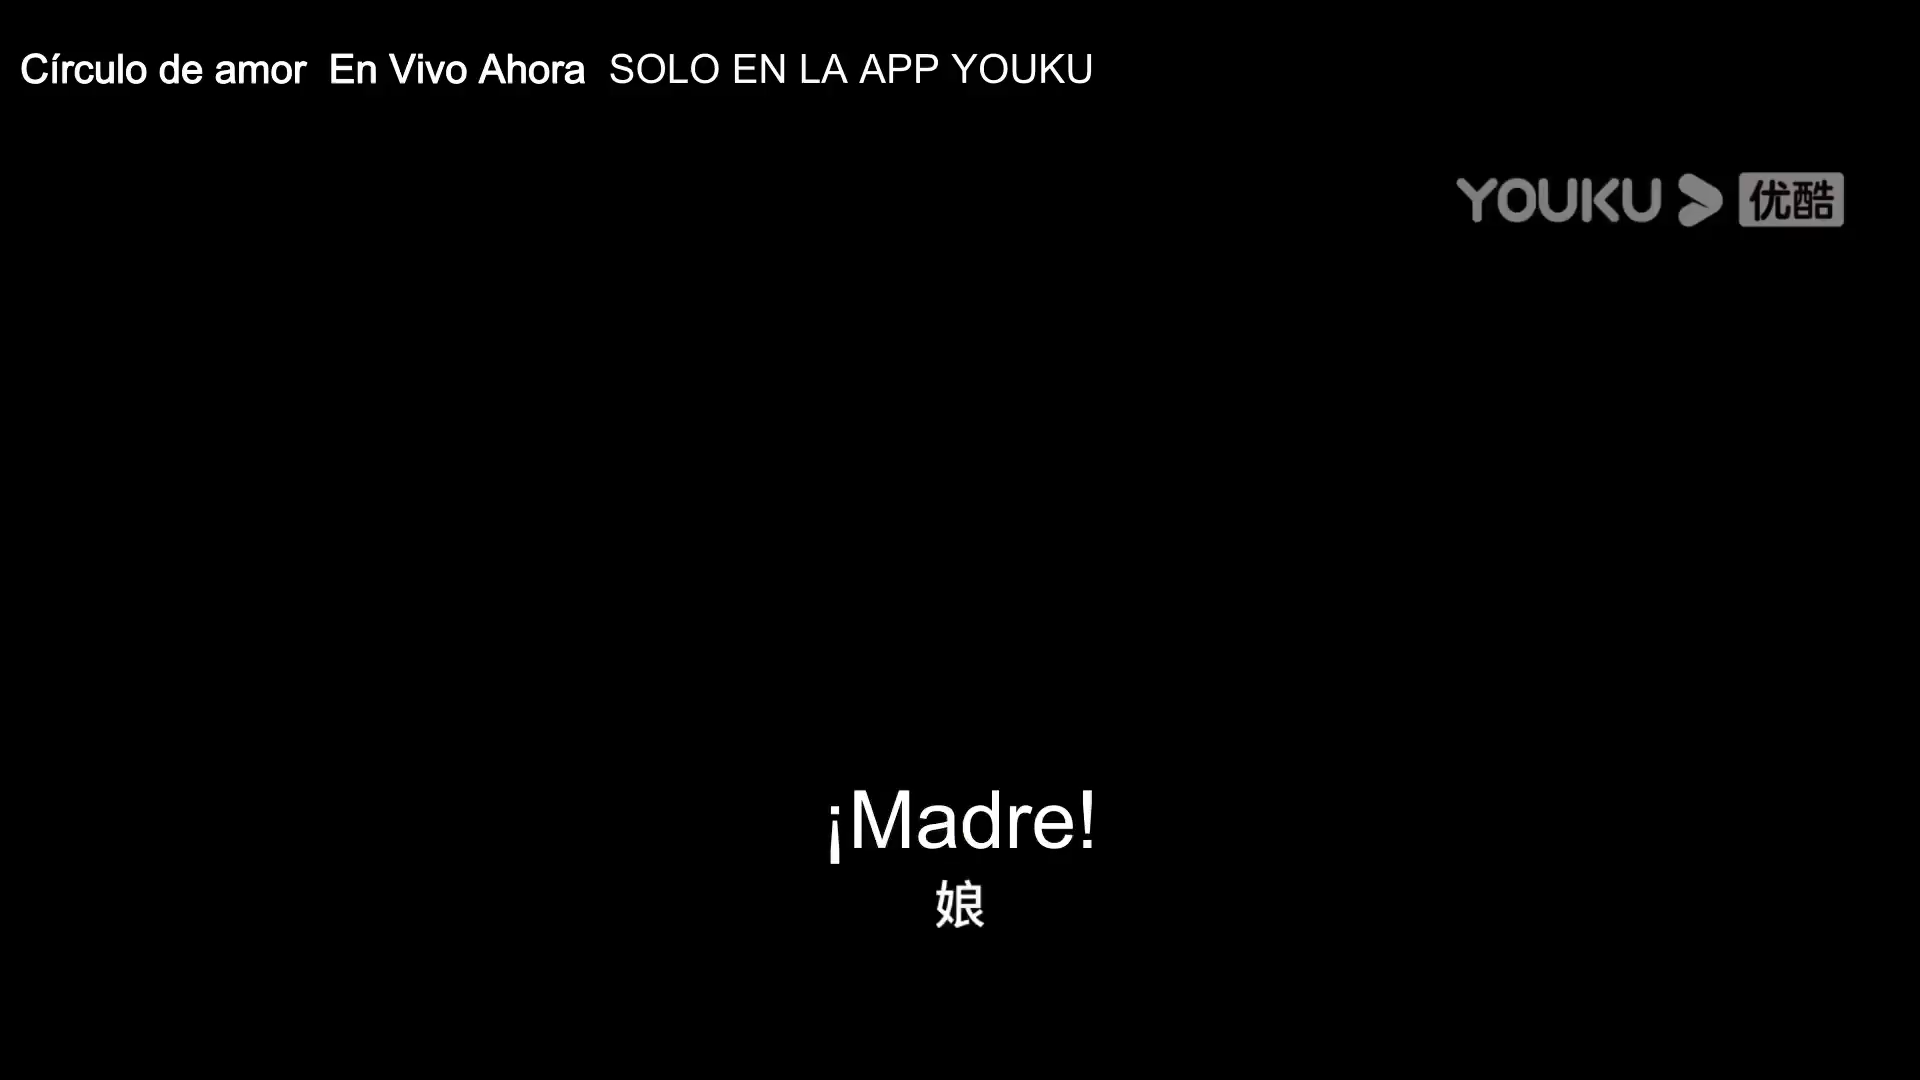 Círculo de amor  En Vivo Ahora  SOLO EN LA APP YOUKU
YOUKU 优酷
¡Madre!
娘